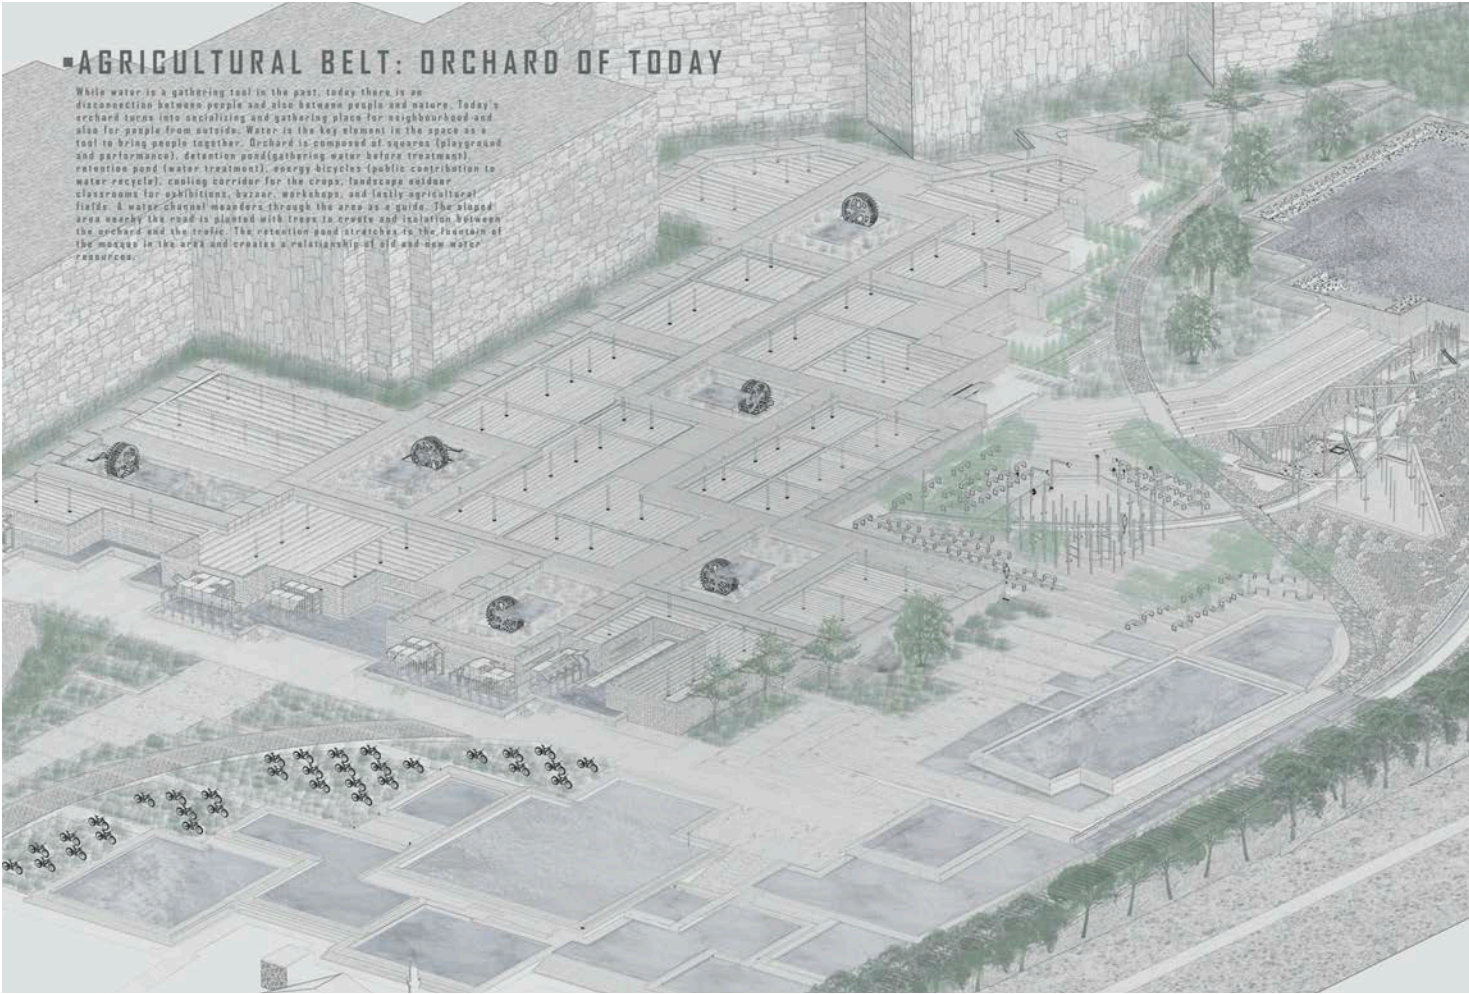 AGRICULTURAL BELT: ORCHARD OF TODAY
While water is a gathering tool in the past, today there is an
disconnection between people and also between people and nature. Today's
orchard turns into socializing and gathering place for neighbourhood and
also for people from outside. Water is the key element in the space as a
tool to bring people together. Orchard is composed of squares (playground
and performance), detention pond(gathering water before treatment),
retention pond (water treatment), energy bicycles (public contribution to
water recycle), cooling corridor for the crops, landscape outdoor
classrooms for exhibitions, bazaar, workshops, and lastly agricultural
fields. A water channel meanders through the area as a guide. The sloped
area nearby the road is planted with trees to create and isolation between
the orchard and the trafic. The retention pond stretches to the fountain of
the mosque in the area and creates a relationship of old and new water
resources.